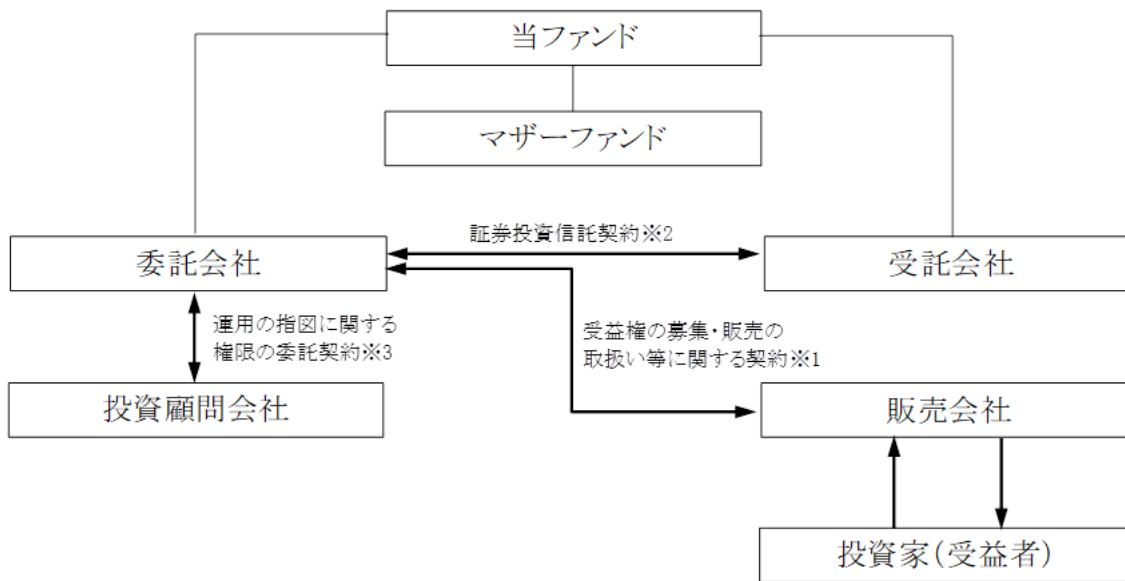 当ファンド
マザーファンド
証券投資信託契約※2
委託会社
受託会社
運用の指図に関する
権限の委託契約※3
受益権の募集・販売の
取扱い等に関する契約※1
投資顧問会社
販売会社
投資家(受益者)